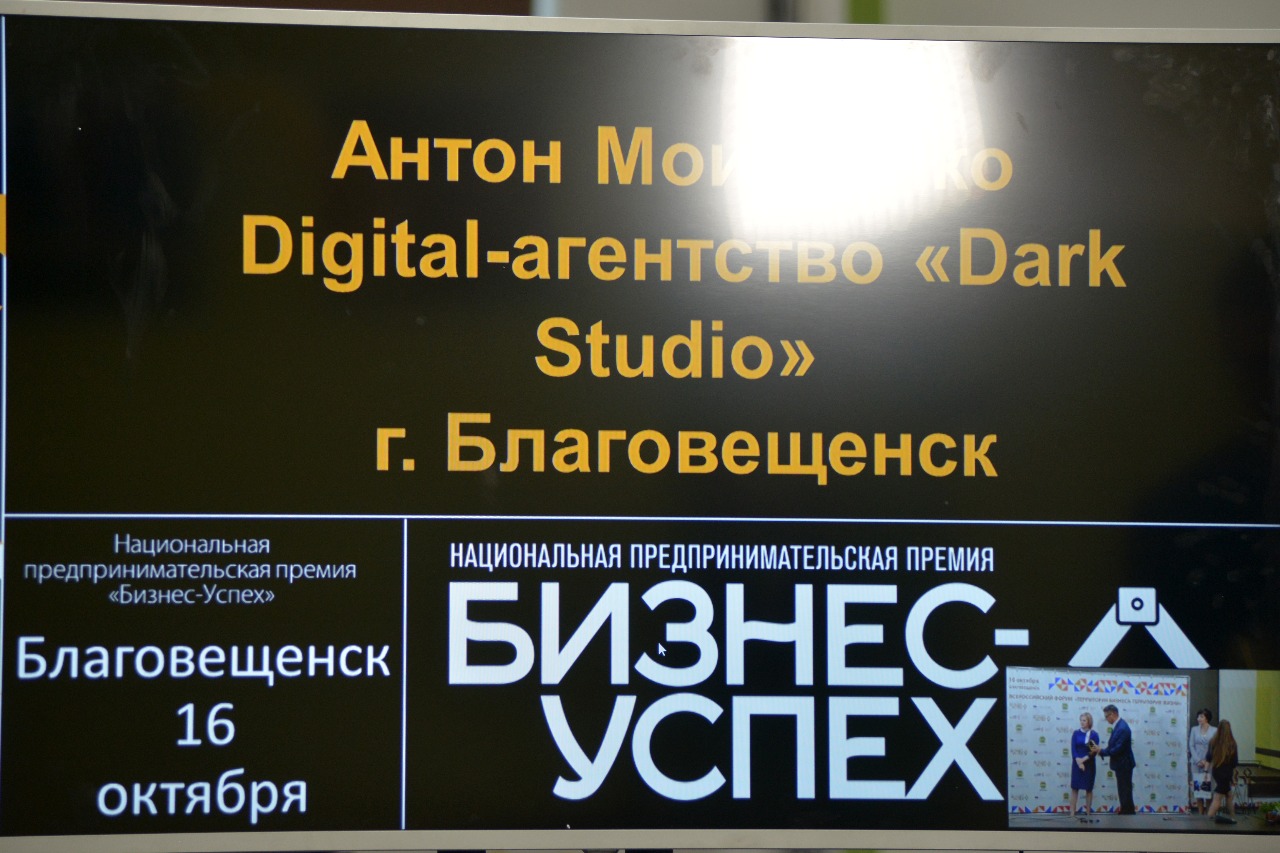 Антон
Digital-агентство «Dark
Studio»
г. Благовещенск
Национальная
предпринимательская премия
«Бизнес-Успех»
Благовещенск
16
октября
НАЦИОНАЛЬНАЯ ПРЕДПРИНИМАТЕЛЬСКАЯ ПРЕМИЯ
БИЗНЕС-
УСПЕХ